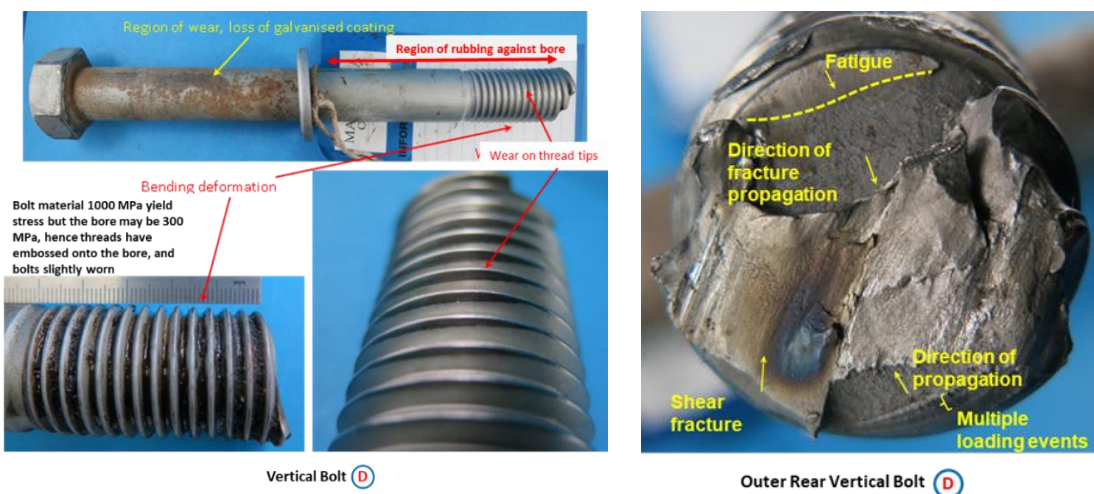 Region of wear, loss of galvanised coating
Region of rubbing against bore
Wear on thread tips
Bending deformation
Bolt material 1000 MPa yield
stress but the bore may be 300
MPa, hence threads have
embossed onto the bore, and
bolts slightly worn
Vertical Bolt D
Fatigue
Direction of
fracture
propagation
Shear
fracture
Direction of
propagation
Multiple
loading events
Outer Rear Vertical Bolt D